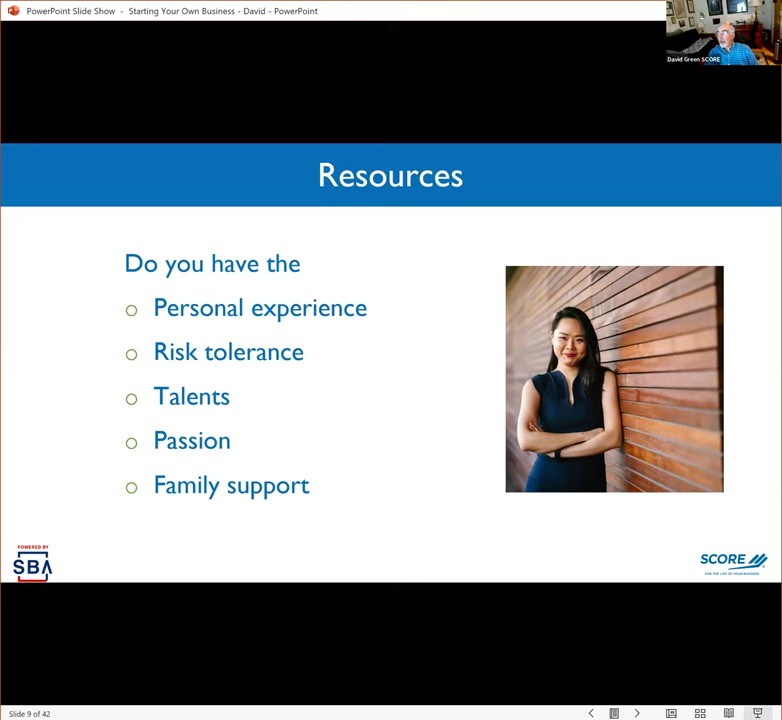 PowerPoint Slide Show - Starting Your Own Business - David - PowerPoint
David Green SCORE
Resources
Do you have the
Personal experience
Risk tolerance
Talents
Passion
Family support
POWERED BY
SBA
SCORE
FOR THE LIFE OF YOUR BUSINESS
Slide 9 of 42